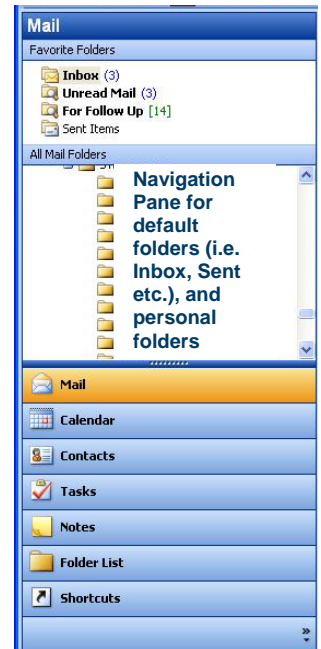 Mail
Favorite Folders
Inbox (3)
Unread Mail (3)
For Follow Up [14]
Sent Items
All Mail Folders
Navigation
Pane for
default
folders (i.e.
Inbox, Sent
etc.), and
personal
folders
Mail
Calendar
Contacts
Tasks
Notes
Folder List
Shortcuts